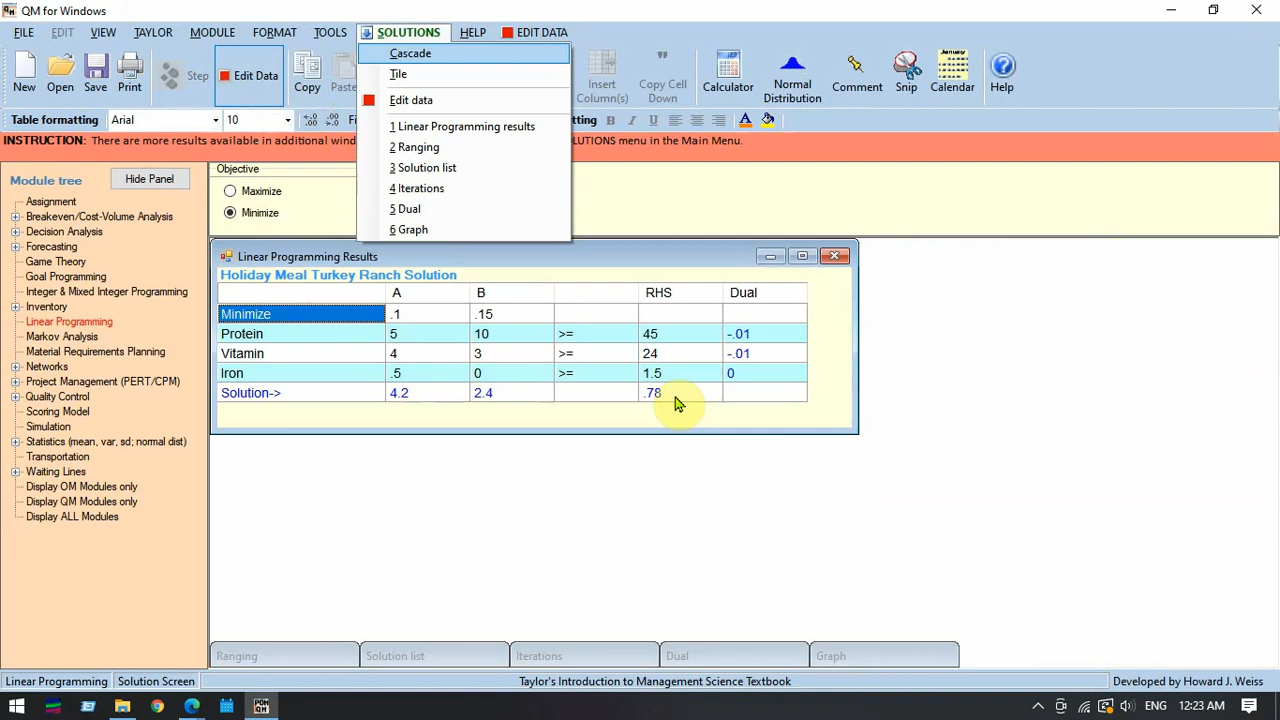 QM for Windows
FILE EDIT VIEW TAYLOR MODULE FORMAT TOOLS SOLUTIONS HELP EDIT DATA
New Open Save Print Step Edit Data Copy Paste Insert Column(s) Copy Cell Down Calculator Normal Distribution Comment Snip Calendar Help
Cascade
Tile
Edit data
1 Linear Programming results
2 Ranging
3 Solution list
4 Iterations
5 Dual
6 Graph
Table formatting Arial 10 .00 .0 B I U A
INSTRUCTION: There are more results available in additional wind OLUTIONS menu in the Main Menu.
Module tree Hide Panel
Assignment
Breakeven/Cost-Volume Analysis
Decision Analysis
Forecasting
Game Theory
Goal Programming
Integer & Mixed Integer Programming
Inventory
Linear Programming
Markov Analysis
Material Requirements Planning
Networks
Project Management (PERT/CPM)
Quality Control
Scoring Model
Simulation
Statistics (mean, var, sd; normal dist)
Transportation
Waiting Lines
Display OM Modules only
Display QM Modules only
Display ALL Modules
Objective
Maximize
Minimize
Linear Programming Results
Holiday Meal Turkey Ranch Solution
A B RHS Dual
Minimize .1 .15
Protein 5 10 >= 45 -.01
Vitamin 4 3 >= 24 -.01
Iron .5 0 >= 1.5 0
Solution-> 4.2 2.4 .78
Ranging Solution list Iterations Dual Graph
Linear Programming Solution Screen Taylor's Introduction to Management Science Textbook Developed by Howard J. Weiss
POM QM ENG 12:23 AM